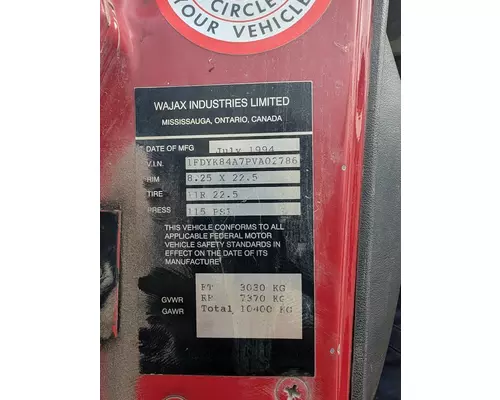 CIRCLE
YOUR VEHICLE
WAJAX INDUSTRIES LIMITED
MISSISSAUGA, ONTARIO, CANADA
DATE OF MFG July 1994
V.I.N. 1FDYK84A7PVA02786
RIM 8.25 X 22.5
TIRE 11R 22.5
PRESS 115 PSI
THIS VEHICLE CONFORMS TO ALL
APPLICABLE FEDERAL MOTOR
VEHICLE SAFETY STANDARDS IN
EFFECT ON THE DATE OF ITS
MANUFACTURE
FT 3030 KG
GVWR RR 7370 KG
GAWR Total 10400 KG